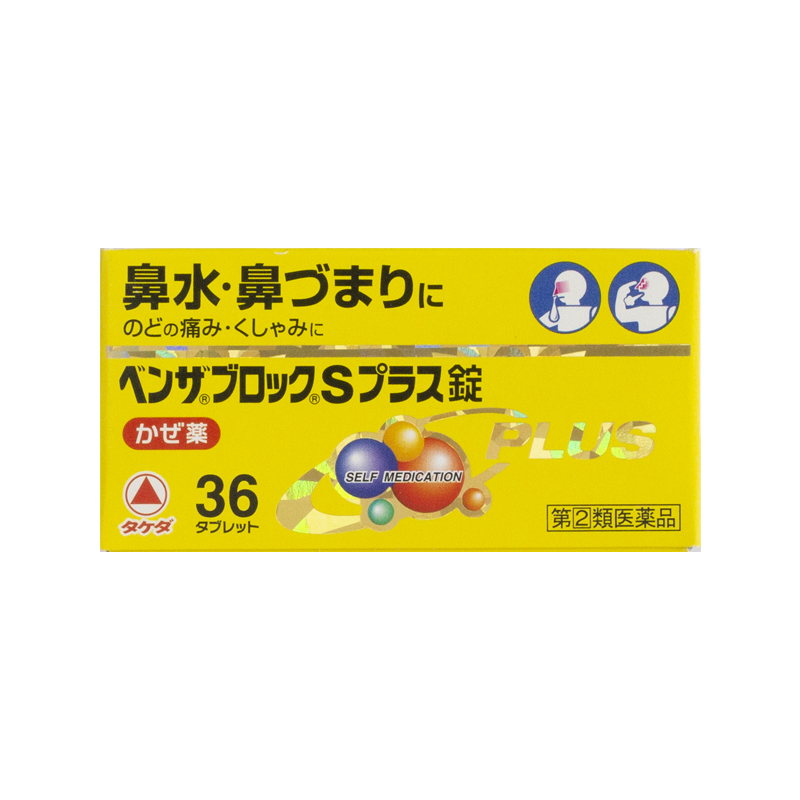 鼻水・鼻づまりに
のどの痛み・くしゃみに
ベンザ®ブロック®Sプラス錠
かぜ薬
PLUS
SELF MEDICATION
タケダ
36
タブレット
第②類医薬品